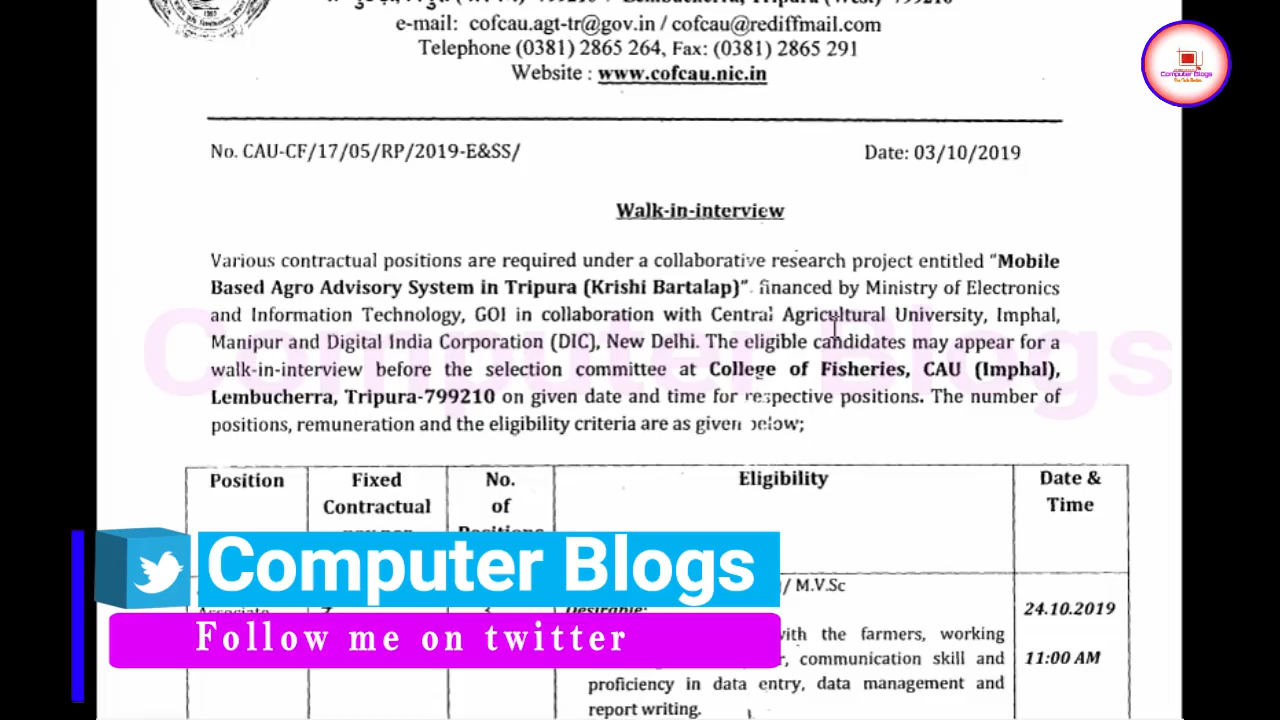 e-mail: cofcau.agt-tr@gov.in / cofcau@rediffmail.com
Telephone (0381) 2865 264, Fax: (0381) 2865 291
Website : www.cofcau.nic.in
Computer Blogs
No. CAU-CF/17/05/RP/2019-E&SS/
Date: 03/10/2019
Walk-in-interview
Various contractual positions are required under a collaborative research project entitled “Mobile
Based Agro Advisory System in Tripura (Krishi Bartalap)”. financed by Ministry of Electronics
and Information Technology, GOI in collaboration with Central Agricultural University, Imphal,
Manipur and Digital India Corporation (DIC), New Delhi. The eligible candidates may appear for a
walk-in-interview before the selection committee at College of Fisheries, CAU (Imphal),
Lembucherra, Tripura-799210 on given date and time for respective positions. The number of
positions, remuneration and the eligibility criteria are as given below;
Computer Blogs
Position
Fixed
Contractual
No.
of
Positions
Eligibility
Date &
Time
/ M.V.Sc
Associate
Desirable:
with the farmers, working
communication skill and
proficiency in data entry, data management and
report writing.
24.10.2019
11:00 AM
Computer Blogs
Follow me on twitter